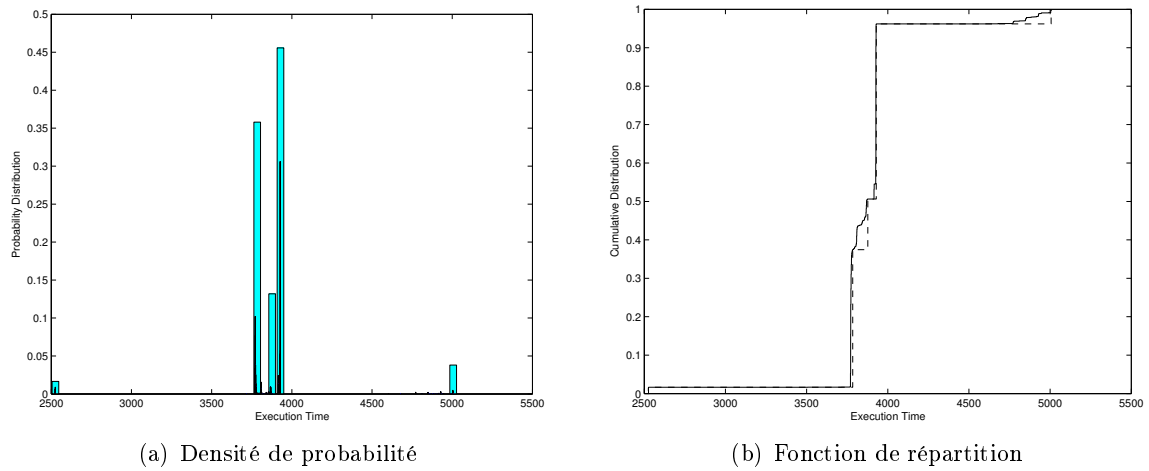 0.5
0.45
0.4
0.35
0.3
0.25
0.2
0.15
0.1
0.05
0
Probability Distribution
2500 3000 3500 4000 4500 5000 5500
Execution Time
(a) Densité de probabilité
1
0.9
0.8
0.7
0.6
0.5
0.4
0.3
0.2
0.1
0
Cumulative Distribution
2500 3000 3500 4000 4500 5000 5500
Execution Time
(b) Fonction de répartition